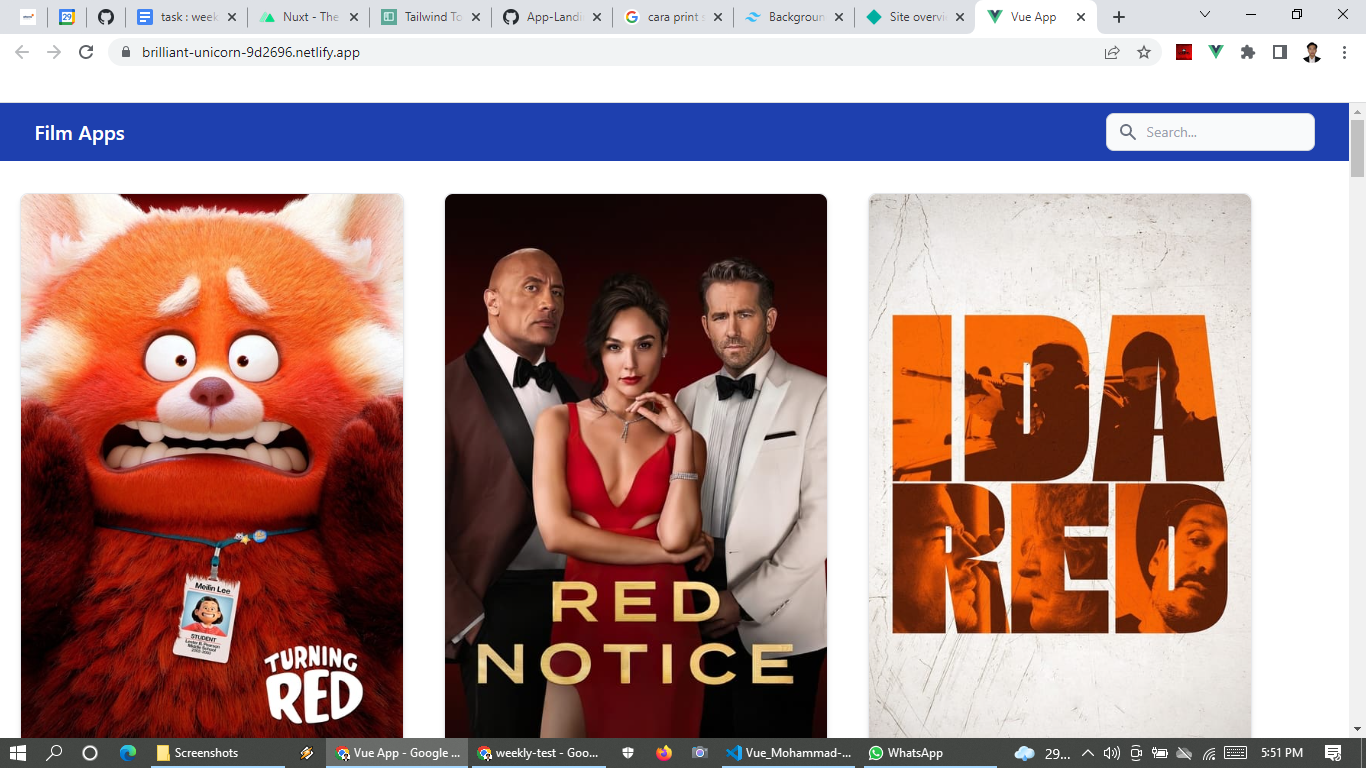 29
task : week
Nuxt - The
Tailwind To
App-Landi
cara print s
Backgroun
Site overvi
Vue App
brilliant-unicorn-9d2696.netlify.app
Film Apps
Search...
Meilin Lee
STUDENT
TURNING
RED
RED
NOTICE
IDA
RED
Screenshots
Vue App - Google ...
weekly-test - Goo...
Vue_Mohammad-...
WhatsApp
29...
5:51 PM